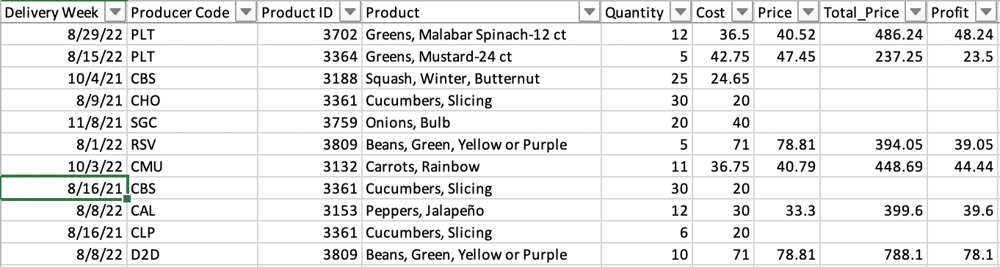 Delivery Week Producer Code Product ID Product Quantity Cost Price Total_Price Profit
8/29/22 PLT 3702 Greens, Malabar Spinach-12 ct 12 36.5 40.52 486.24 48.24
8/15/22 PLT 3364 Greens, Mustard-24 ct 5 42.75 47.45 237.25 23.5
10/4/21 CBS 3188 Squash, Winter, Butternut 25 24.65
8/9/21 CHO 3361 Cucumbers, Slicing 30 20
11/8/21 SGC 3759 Onions, Bulb 20 40
8/1/22 RSV 3809 Beans, Green, Yellow or Purple 5 71 78.81 394.05 39.05
10/3/22 CMU 3132 Carrots, Rainbow 11 36.75 40.79 448.69 44.44
8/16/21 CBS 3361 Cucumbers, Slicing 30 20
8/8/22 CAL 3153 Peppers, Jalapeño 12 30 33.3 399.6 39.6
8/16/21 CLP 3361 Cucumbers, Slicing 6 20
8/8/22 D2D 3809 Beans, Green, Yellow or Purple 10 71 78.81 788.1 78.1